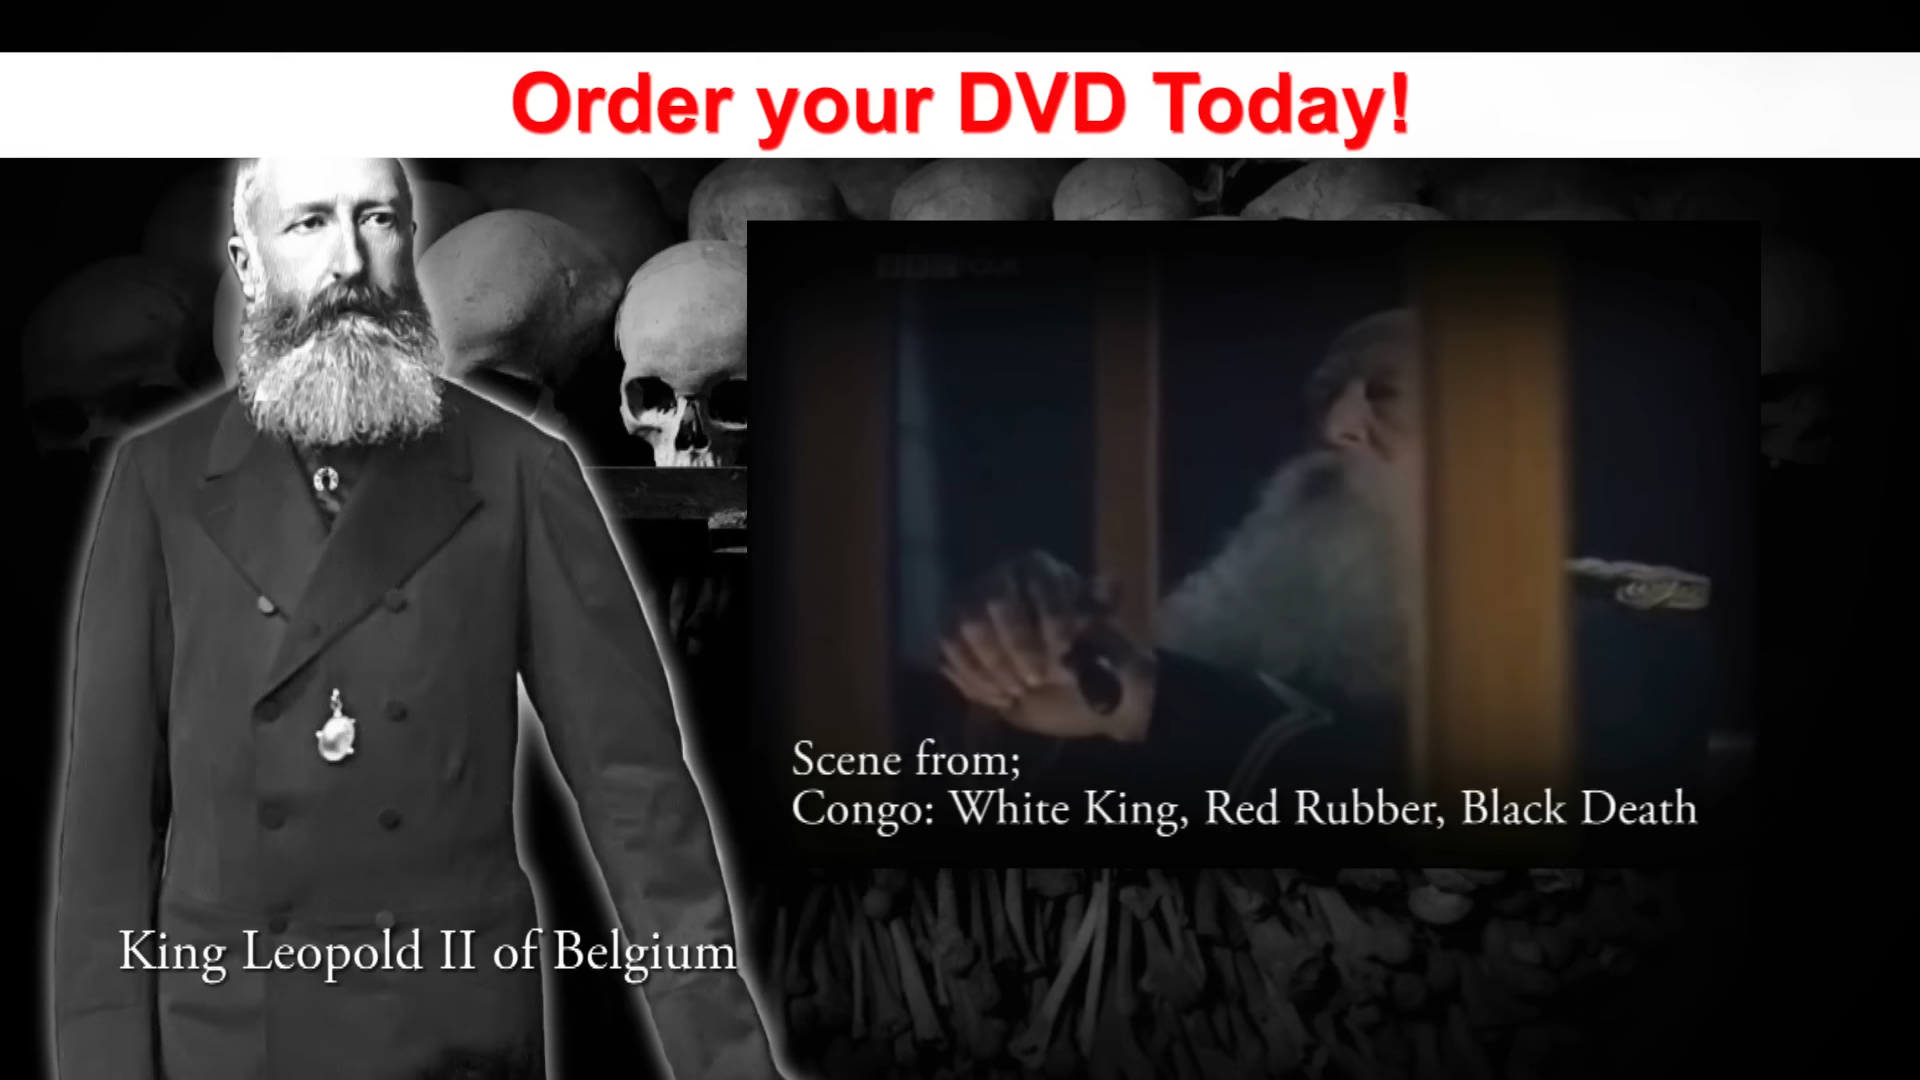 Order your DVD Today!
Scene from;
Congo: White King, Red Rubber, Black Death
King Leopold II of Belgium